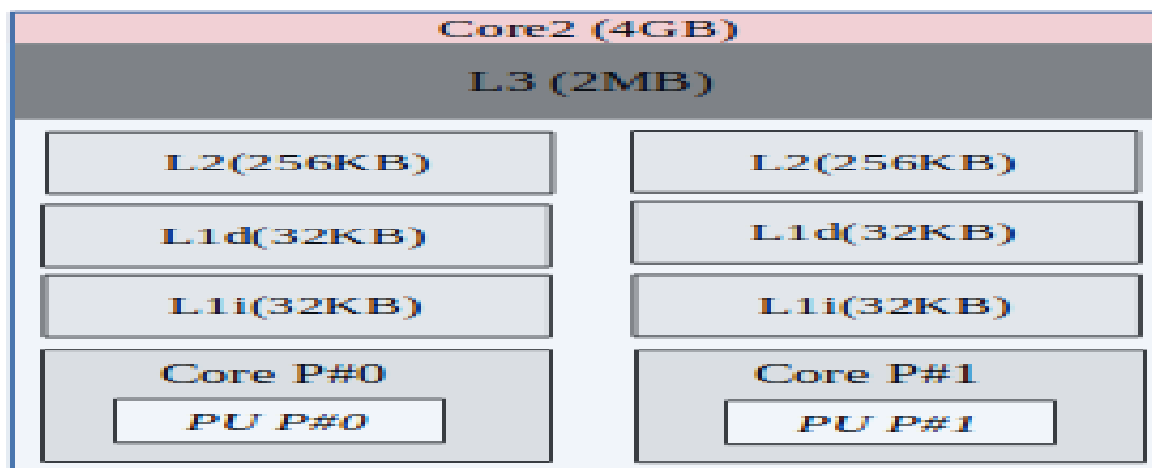 Core2 (4GB)
L3 (2MB)
L2(256KB)
L1d(32KB)
L1i(32KB)
Core P#0
PU P#0
L2(256KB)
L1d(32KB)
L1i(32KB)
Core P#1
PU P#1